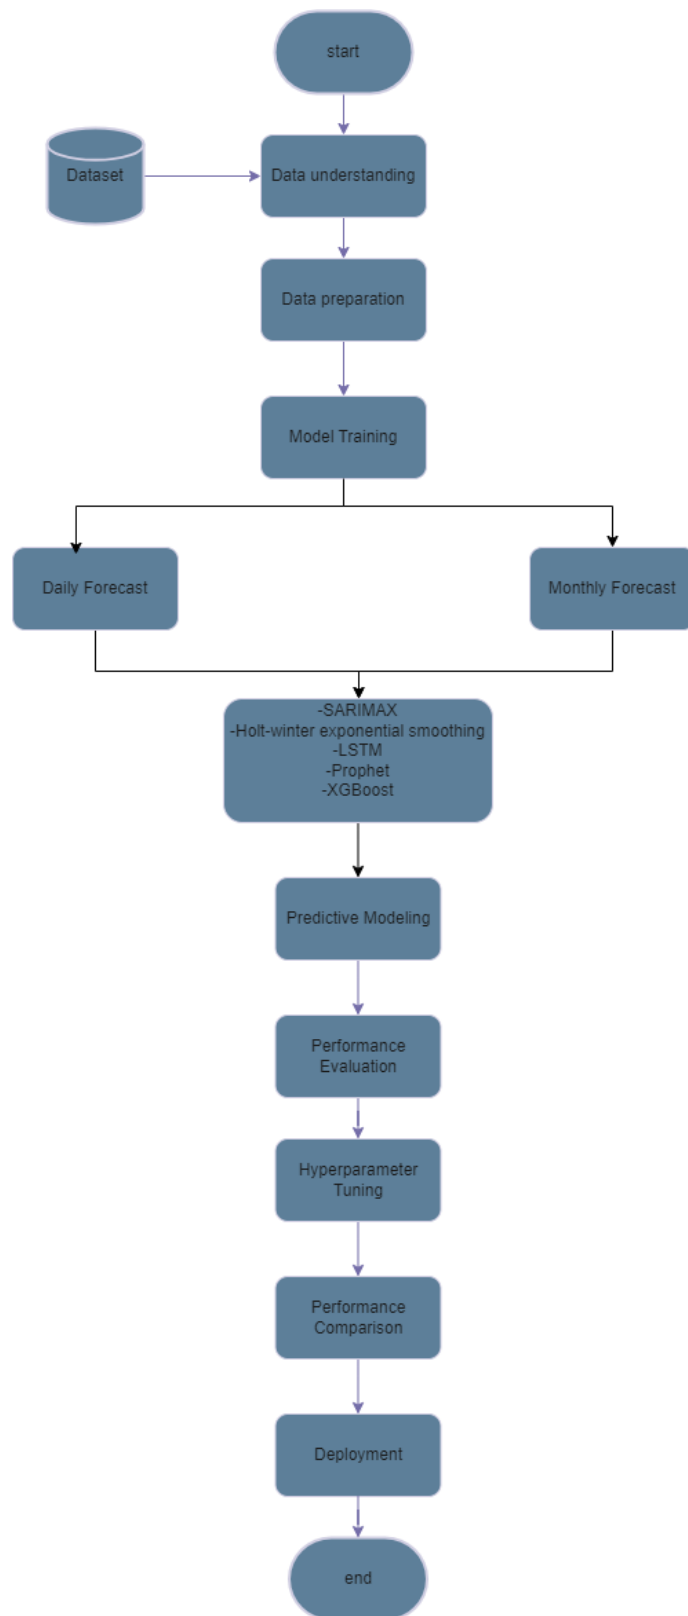 start
Dataset
Data understanding
Data preparation
Model Training
Daily Forecast
Monthly Forecast
-SARIMAX
-Holt-winter exponential smoothing
-LSTM
-Prophet
-XGBoost
Predictive Modeling
Performance
Evaluation
Hyperparameter
Tuning
Performance
Comparison
Deployment
end